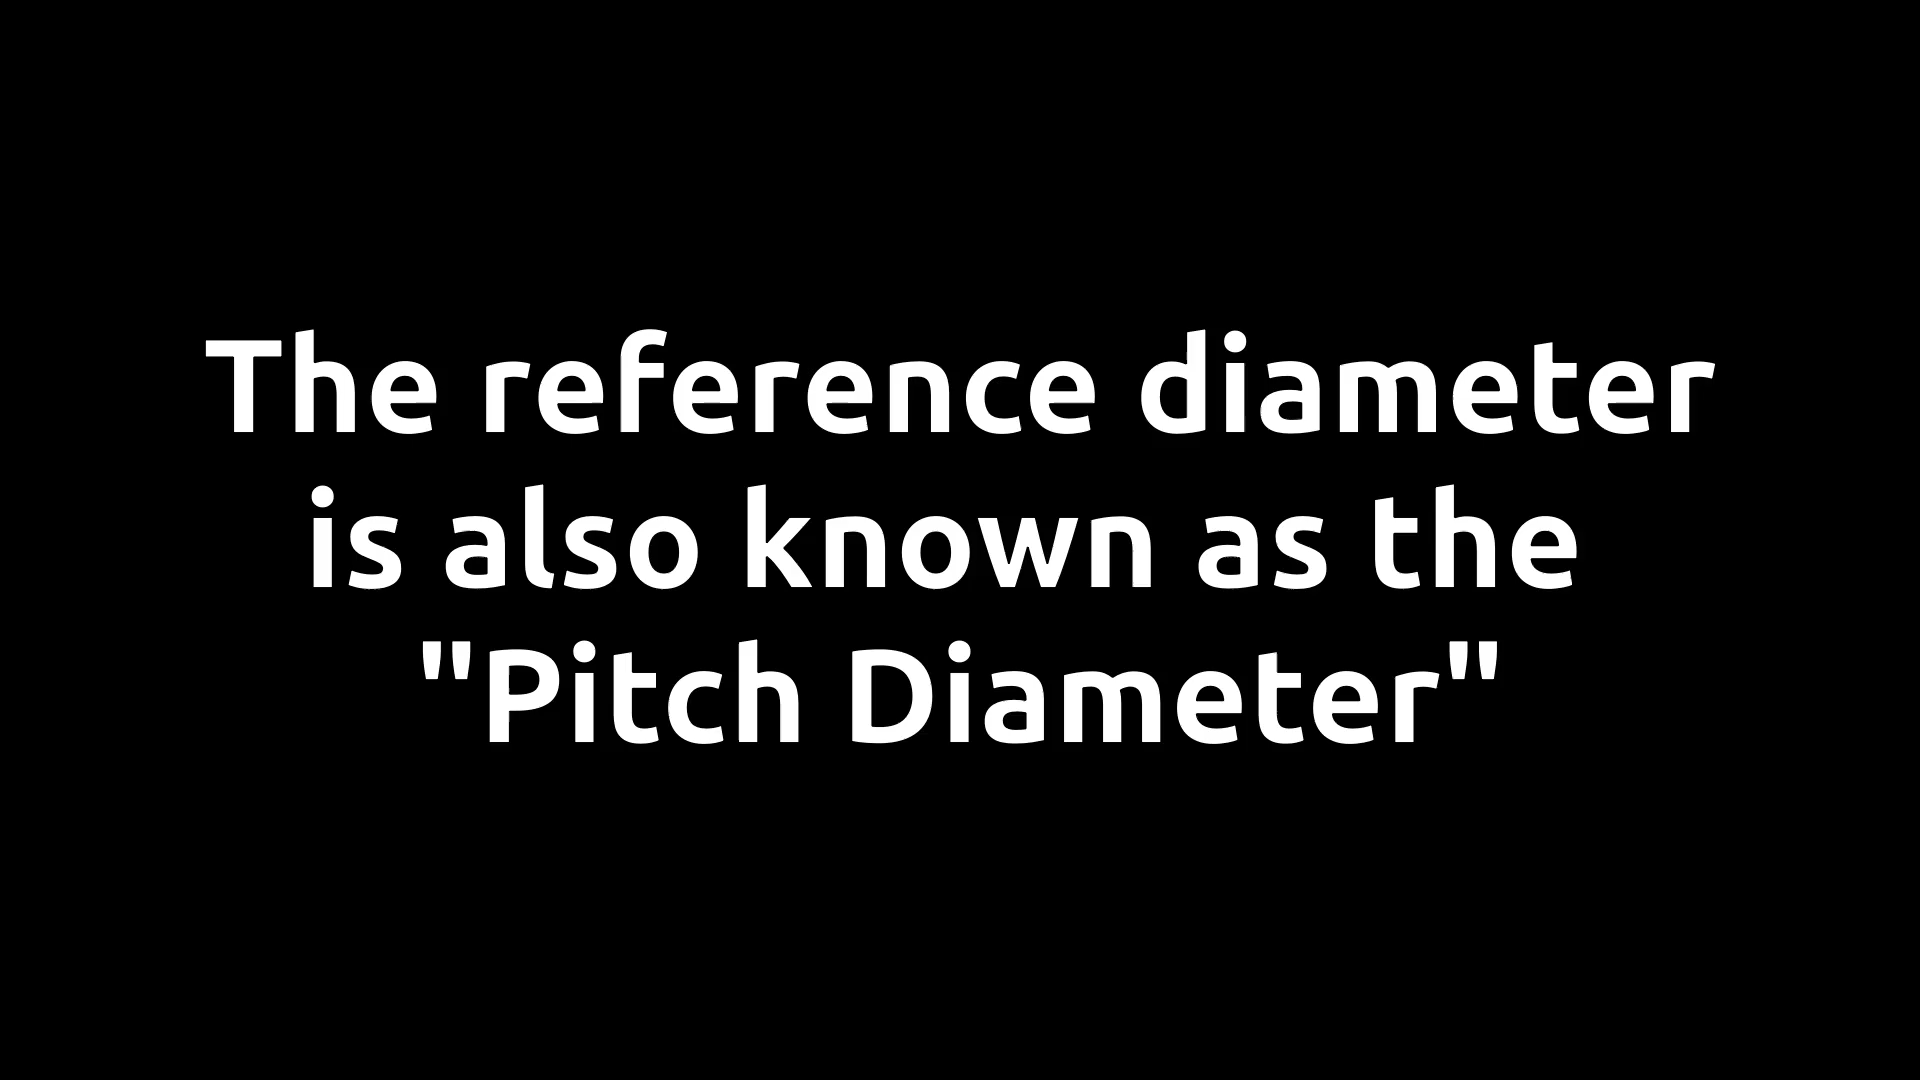 The reference diameter
is also known as the
"Pitch Diameter"